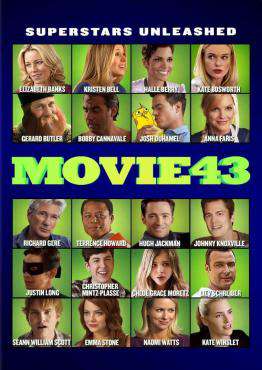 SUPERSTARS UNLEASHED
ELIZABETH BANKS KRISTEN BELL HALLE BERRY KATE BOSWORTH
GERARD BUTLER BOBBY CANNAVALE JOSH DUHAMEL ANNA FARIS
MOVIE43
RICHARD GERE TERRENCE HOWARD HUGH JACKMAN JOHNNY KNOXVILLE
JUSTIN LONG CHRISTOPHER MINTZ-PLASSE CHLOË GRACE MORETZ LIEV SCHREIBER
SEANN WILLIAM SCOTT EMMA STONE NAOMI WATTS KATE WINSLET